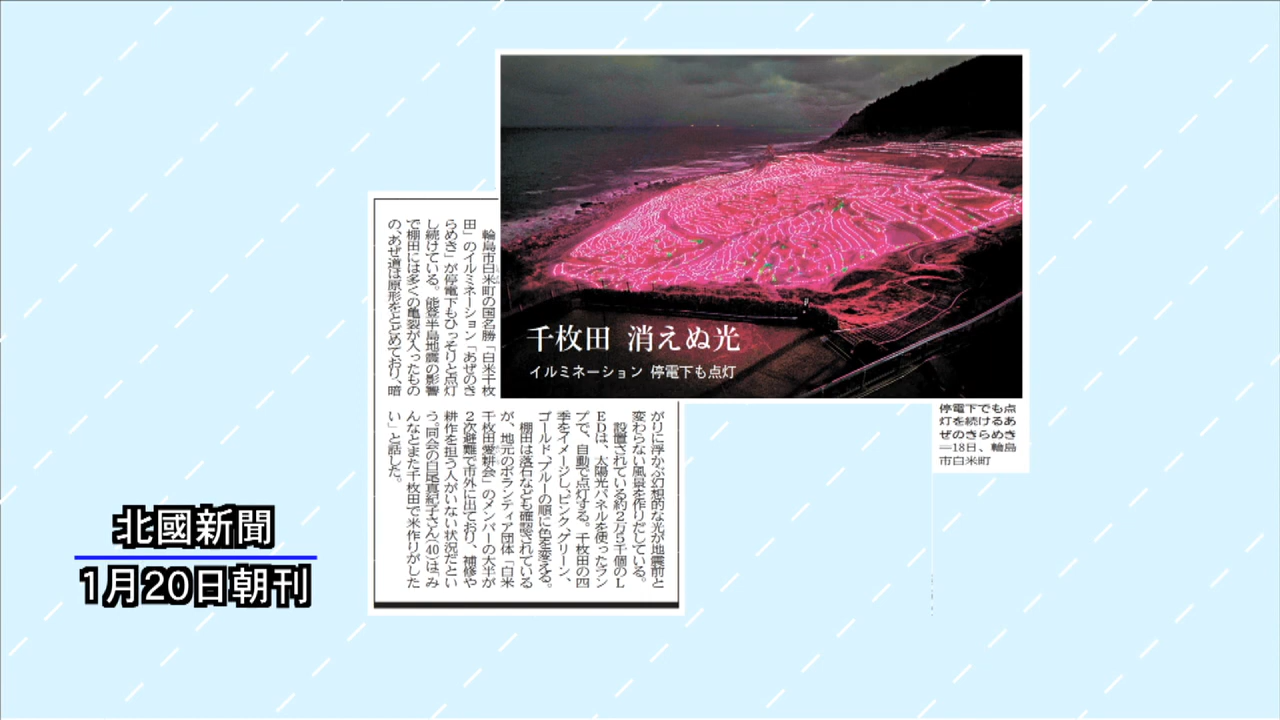 千枚田 消えぬ光
イルミネーション 停電下も点灯
輪島市白米町の国名勝「白米千枚
田」のイルミネーション「あぜのき
らめき」が停電下もひっそりと点灯
し続けている。能登半島地震の影響
で棚田には多くの亀裂が入ったもの
の、あぜ道は原形をとどめており、暗
がりに浮かぶ幻想的な光が地震前と
変わらない風景を作りだしている。
設置されている約2万5千個のL
EDは、太陽光パネルを使ったラン
プで、自動で点灯する。千枚田の四
季をイメージし、ピンク、グリーン、
ゴールド、ブルーの順に色を変える。
棚田は落石なども確認されている
が、地元のボランティア団体「白米
千枚田愛耕会」のメンバーの大半が
2次避難で市外に出ており、補修や
耕作を担う人がいない状況だとい
う。同会の白尾真紀子さん(40)は「み
んなとまた千枚田で米作りがした
い」と話した。
停電下でも点
灯を続けるあ
ぜのきらめき
―18日、輪島
市白米町
北國新聞
1月20日朝刊